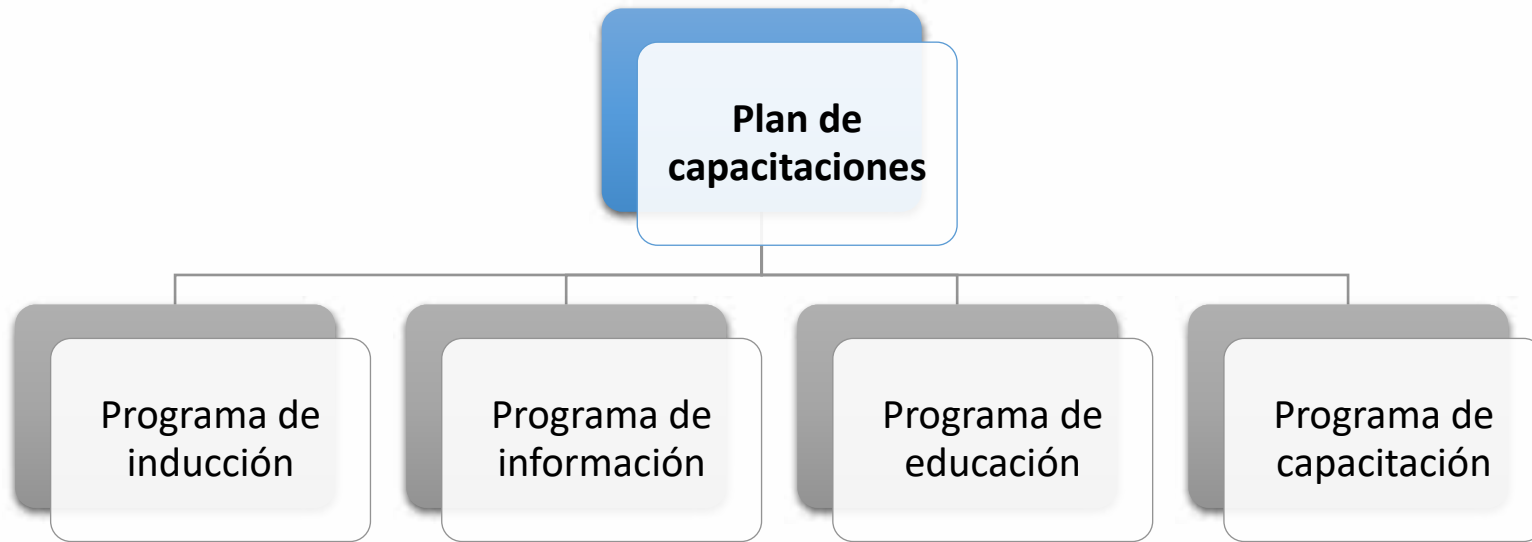 Plan de
capacitaciones
Programa de
inducción
Programa de
información
Programa de
educación
Programa de
capacitación